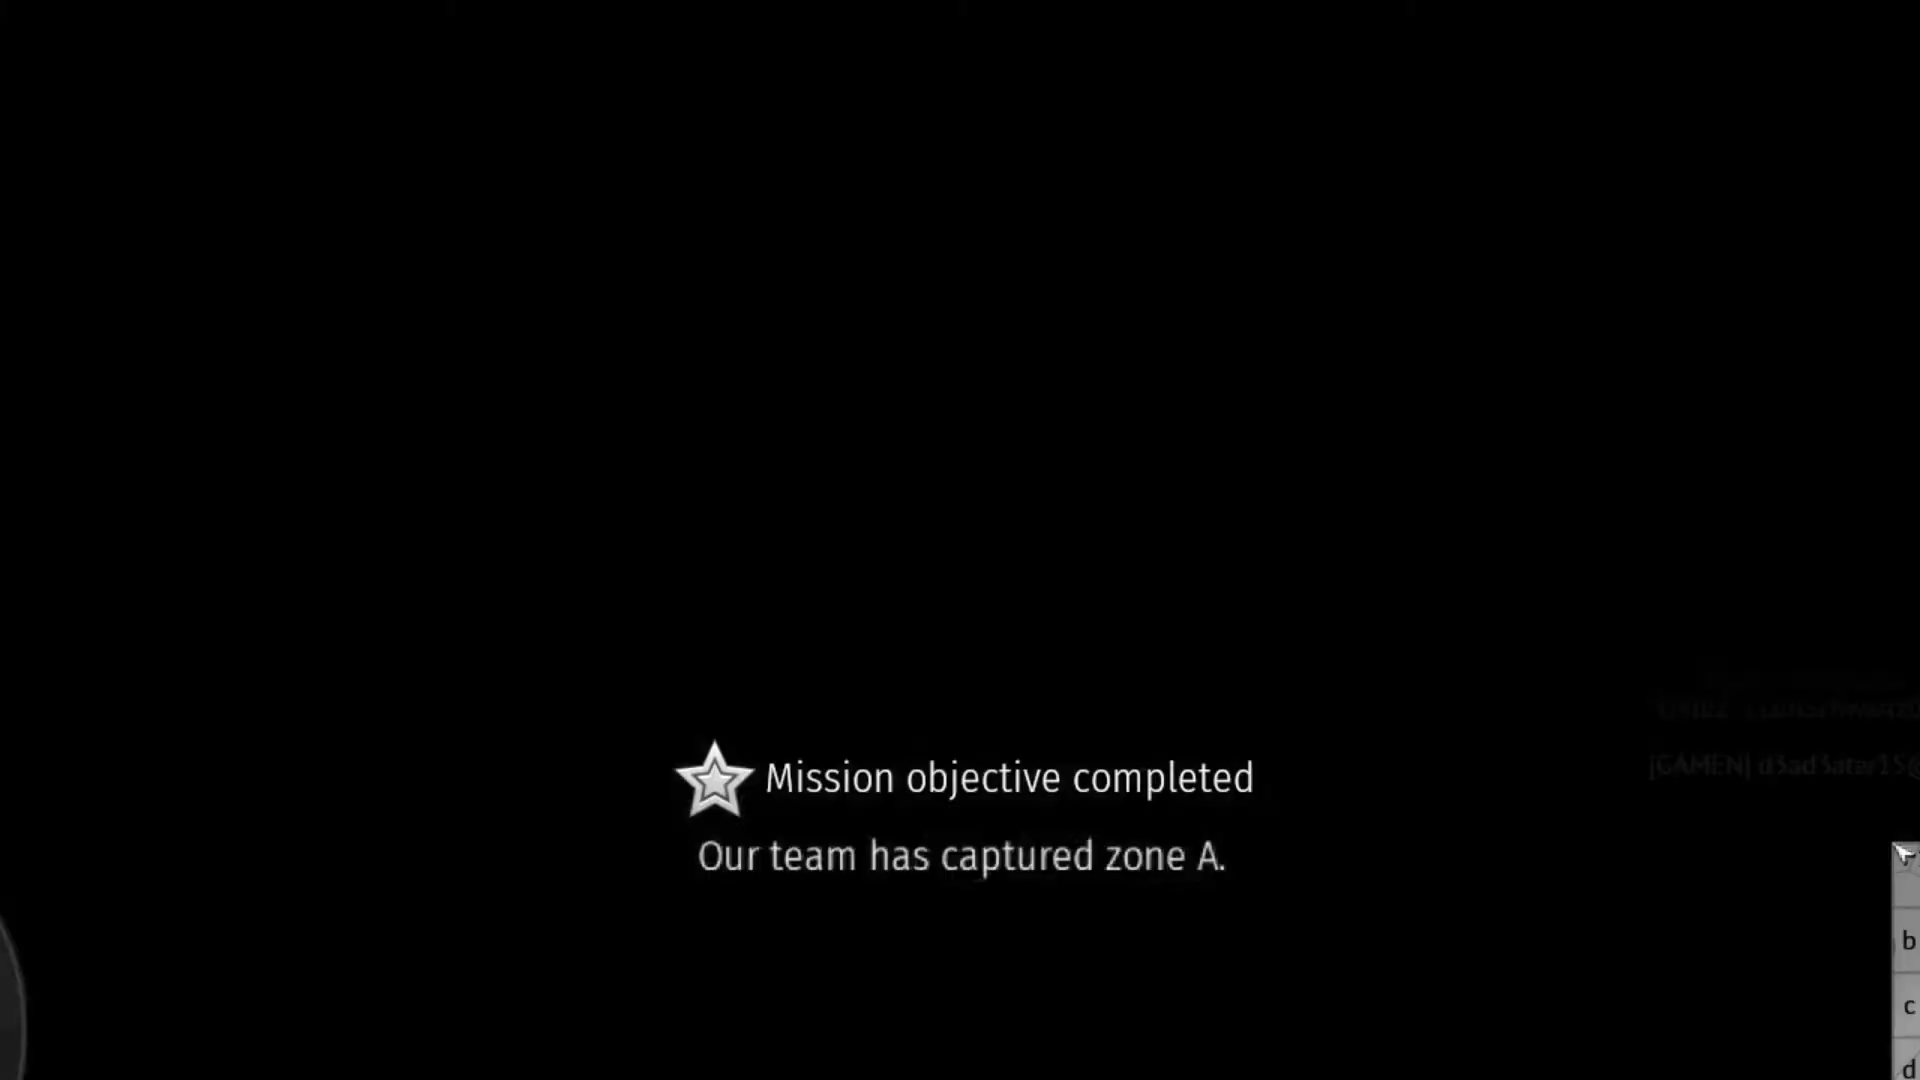 Mission objective completed
Our team has captured zone A.
b
c
d